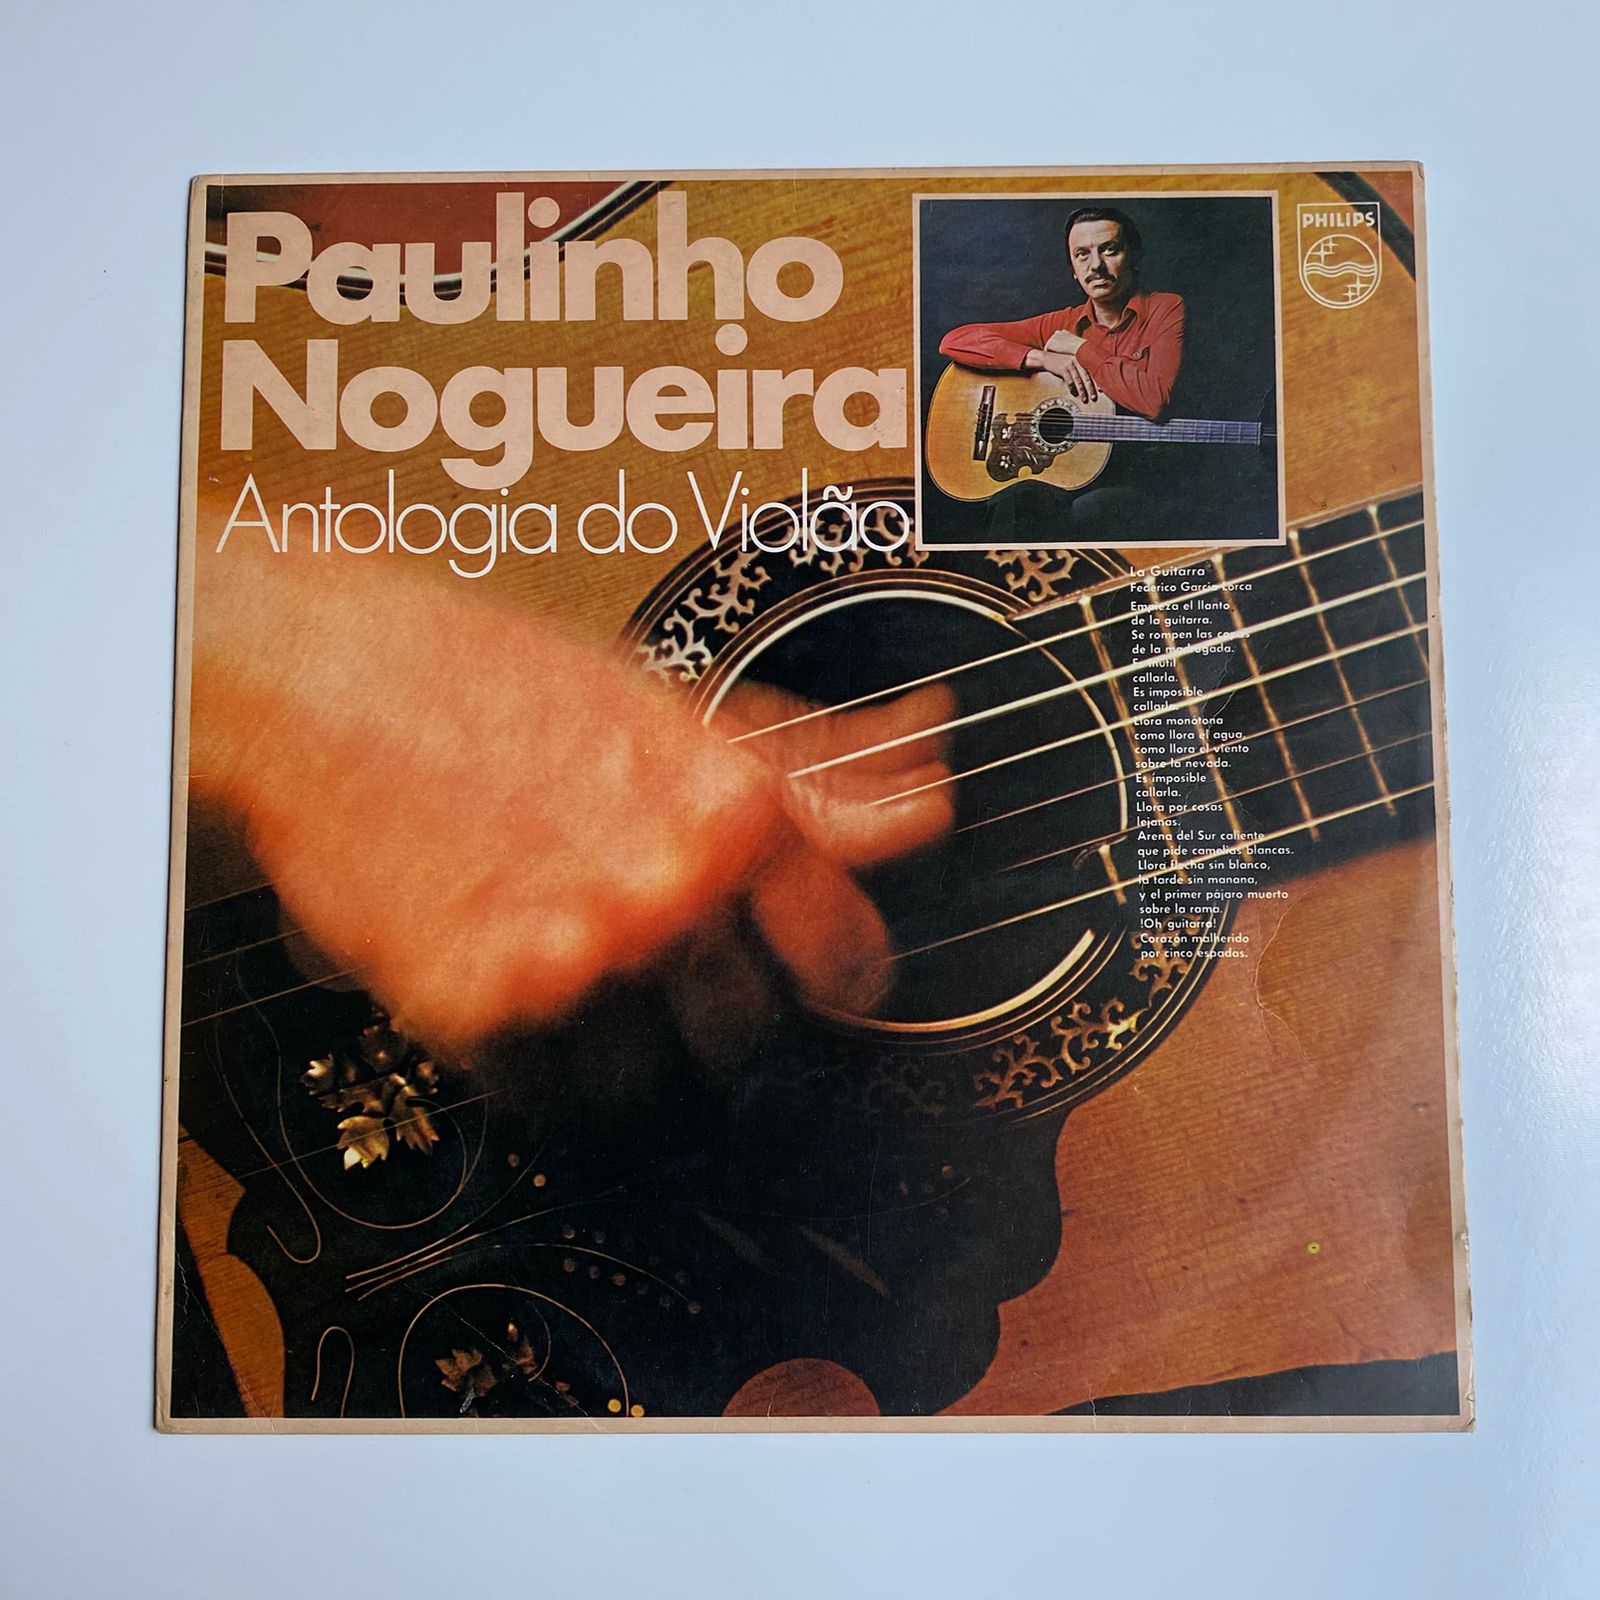 Paulinho
Nogueira
Antologia do Violão
PHILIPS
La Guitarra
Federico Garcia Lorca
Empieza el llanto
de la guitarra.
Se rompen las copas
de la madrugada.
Es inútil
callarla.
Es imposible
callarla.
Llora monótona
como llora el agua,
como llora el viento
sobre la nevada.
Es imposible
callarla.
Llora por cosas
lejanas.
Arena del Sur caliente
que pide camelias blancas.
Llora flecha sin blanco,
la tarde sin manana,
y el primer pájaro muerto
sobre la rama.
!Oh guitarra!
Corazón malherido
por cinco espadas.